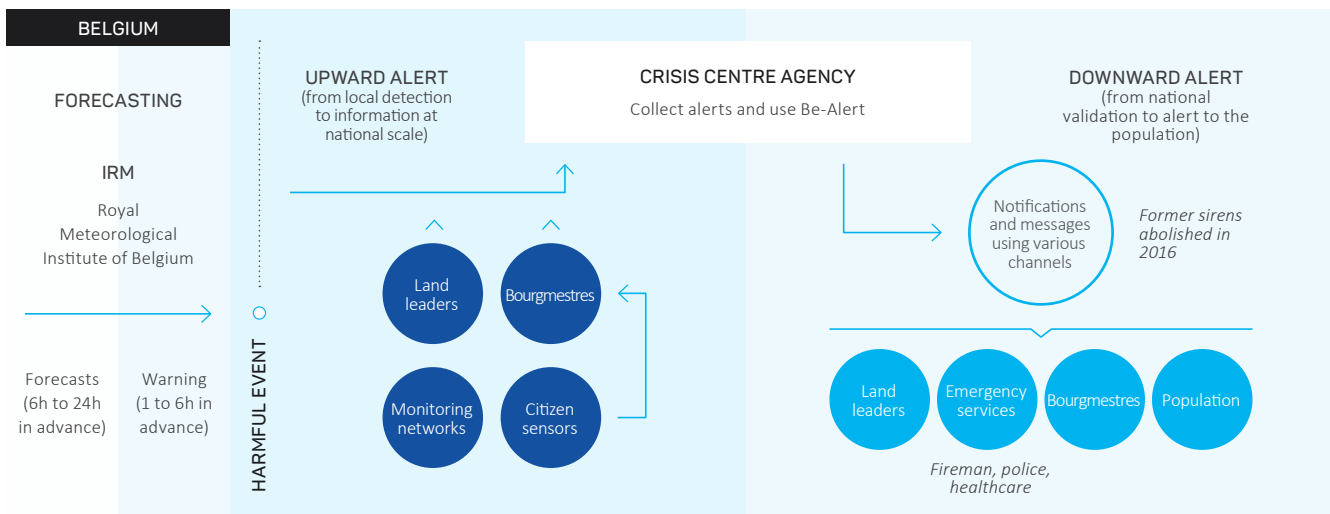 BELGIUM
FORECASTING
IRM
Royal
Meteorological
Institute of Belgium
Forecasts
(6h to 24h
in advance)
Warning
(1 to 6h in
advance)
HARMFUL EVENT
UPWARD ALERT
(from local detection
to information at
national scale)
Land
leaders
Bourgmestres
Monitoring
networks
Citizen
sensors
CRISIS CENTRE AGENCY
Collect alerts and use Be-Alert
DOWNWARD ALERT
(from national
validation to alert to the
population)
Notifications
and messages
using various
channels
Former sirens
abolished in
2016
Land
leaders
Emergency
services
Bourgmestres
Population
Fireman, police,
healthcare